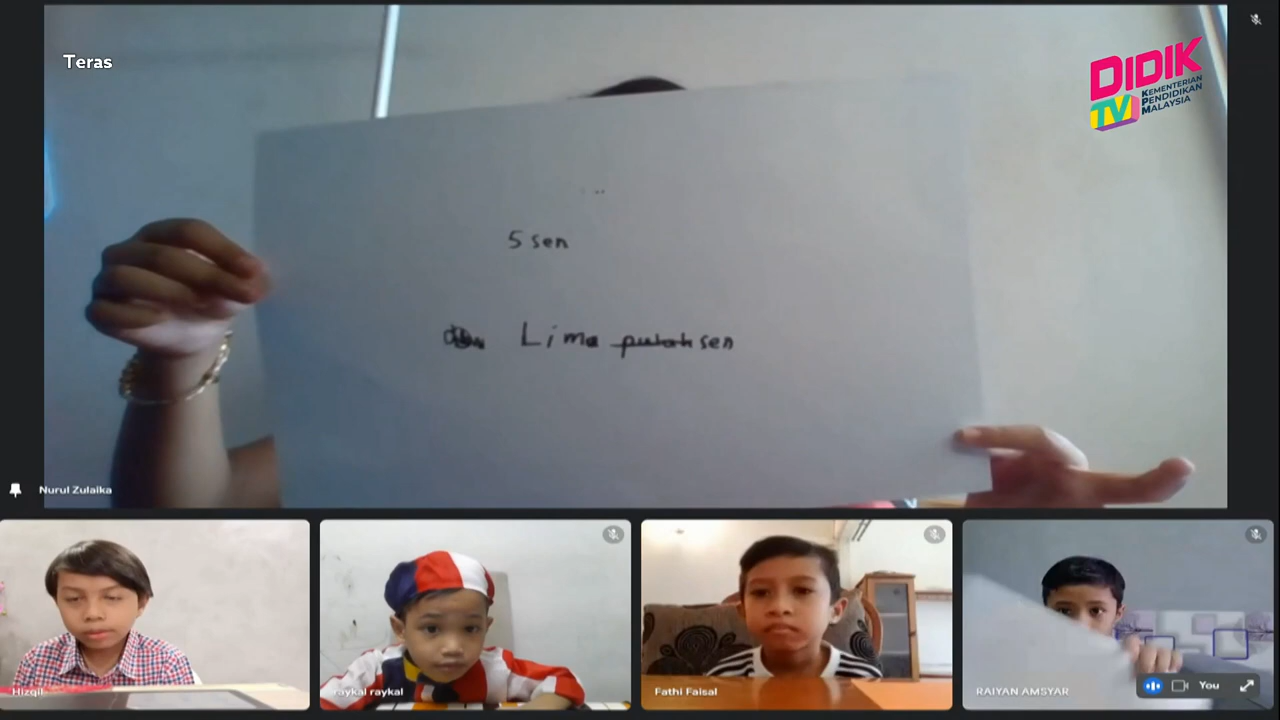 Teras
DIDIK
TV
KEMENTERIAN
PENDIDIKAN
MALAYSIA
5 sen
Lima puloh sen
Nurul Zulaika
Hizqil
raykal raykal
Fathi Faisal
RAIYAN AMSYAR
You